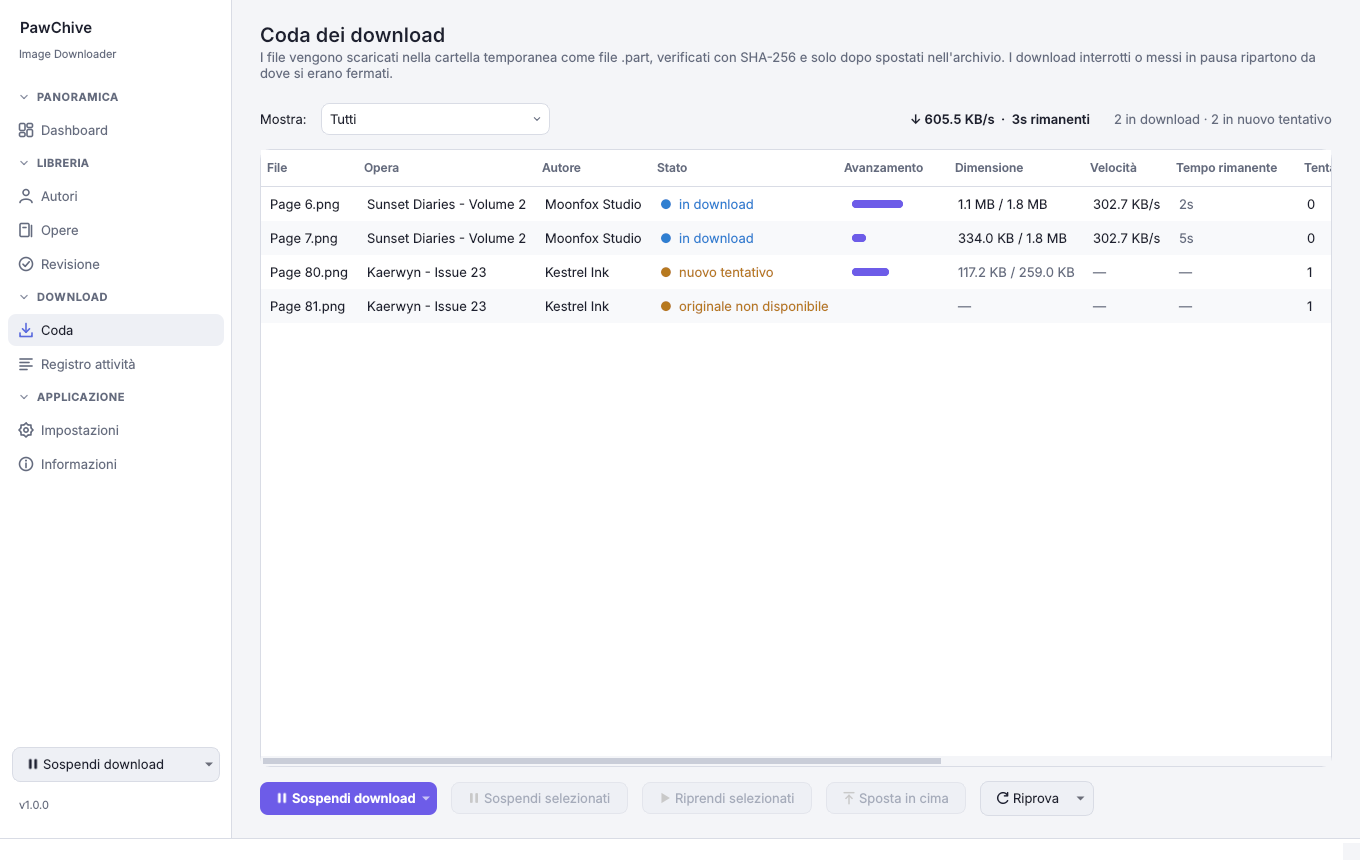 PawChive
Image Downloader
PANORAMICA
Dashboard
LIBRERIA
Autori
Opere
Revisione
DOWNLOAD
Coda
Registro attività
APPLICAZIONE
Impostazioni
Informazioni
Sospendi download
v1.0.0
Coda dei download
I file vengono scaricati nella cartella temporanea come file .part, verificati con SHA-256 e solo dopo spostati nell'archivio. I download interrotti o messi in pausa ripartono da
dove si erano fermati.
Mostra: Tutti ↓ 605.5 KB/s · 3s rimanenti 2 in download · 2 in nuovo tentativo
File Opera Autore Stato Avanzamento Dimensione Velocità Tempo rimanente Tenta
Page 6.png Sunset Diaries - Volume 2 Moonfox Studio in download 1.1 MB / 1.8 MB 302.7 KB/s 2s 0
Page 7.png Sunset Diaries - Volume 2 Moonfox Studio in download 334.0 KB / 1.8 MB 302.7 KB/s 5s 0
Page 80.png Kaerwyn - Issue 23 Kestrel Ink nuovo tentativo 117.2 KB / 259.0 KB — — 1
Page 81.png Kaerwyn - Issue 23 Kestrel Ink originale non disponibile — — — 1
Sospendi download Sospendi selezionati Riprendi selezionati Sposta in cima Riprova